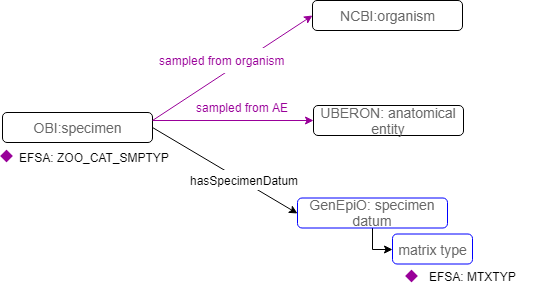 NCBI:organism
sampled from organism
sampled from AE
UBERON: anatomical
entity
OBI:specimen
EFSA: ZOO_CAT_SMPTYP
hasSpecimenDatum
GenEpiO: specimen
datum
matrix type
EFSA: MTXTYP